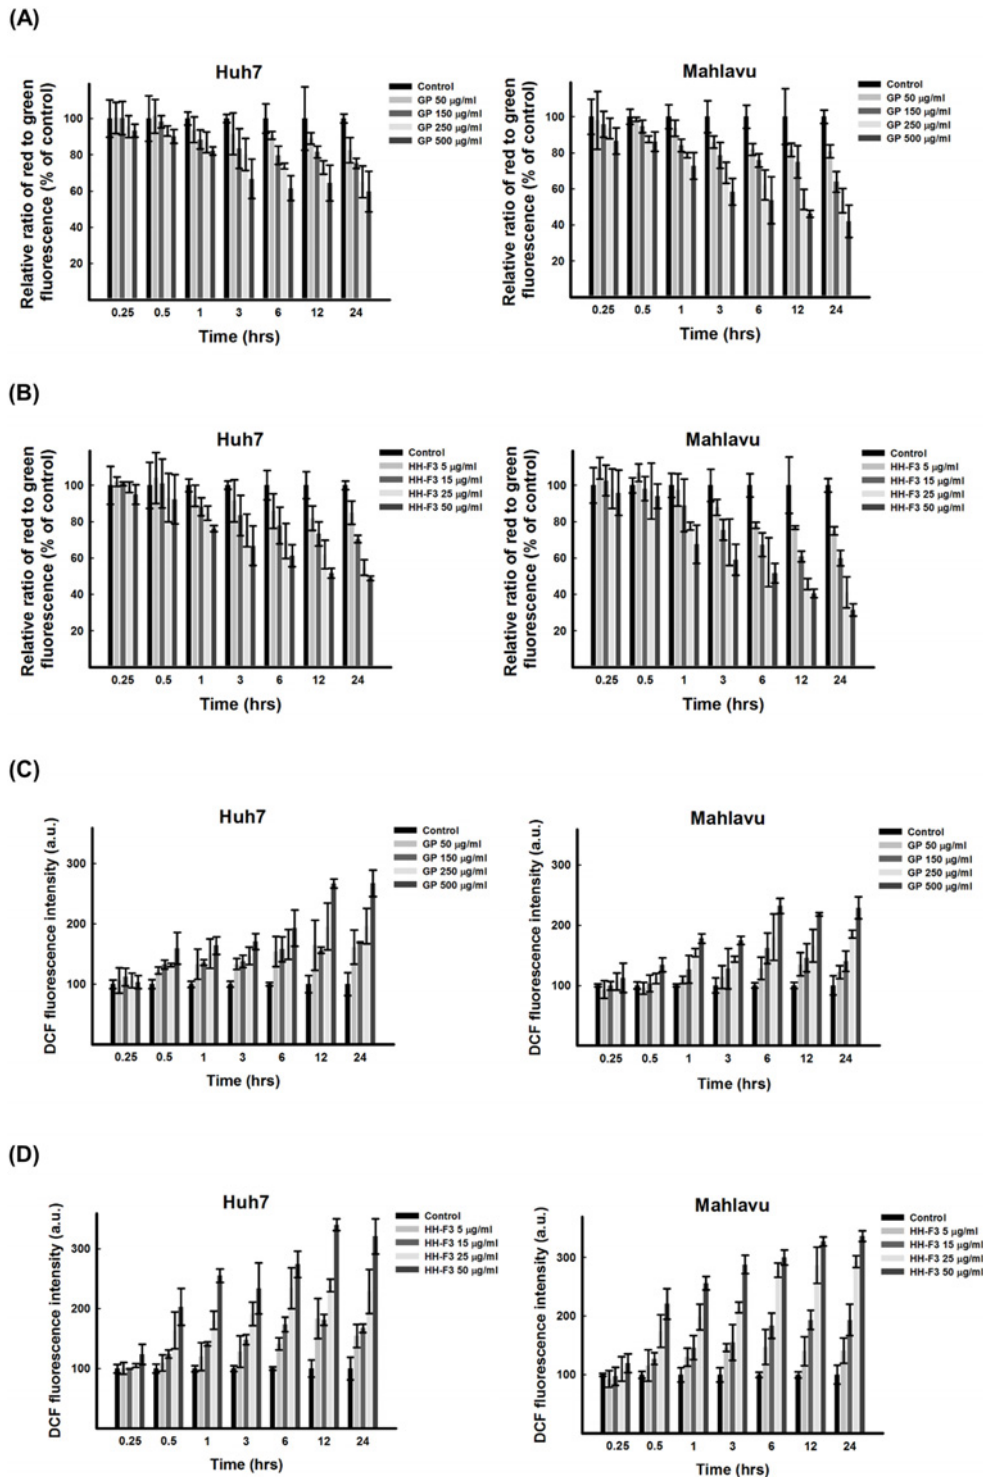 (A)
Huh7
Relative ratio of red to green
fluorescence (% of control)
100
80
60
40
20
0.25 0.5 1 3 6 12 24
Time (hrs)
Control
GP 50 μg/ml
GP 150 μg/ml
GP 250 μg/ml
GP 500 μg/ml
Mahlavu
Relative ratio of red to green
fluorescence (% of control)
100
80
60
40
20
0.25 0.5 1 3 6 12 24
Time (hrs)
Control
GP 50 μg/ml
GP 150 μg/ml
GP 250 μg/ml
GP 500 μg/ml
(B)
Huh7
Relative ratio of red to green
fluorescence (% of control)
100
80
60
40
20
0.25 0.5 1 3 6 12 24
Time (hrs)
Control
HH-F3 5 μg/ml
HH-F3 15 μg/ml
HH-F3 25 μg/ml
HH-F3 50 μg/ml
Mahlavu
Relative ratio of red to green
fluorescence (% of control)
100
80
60
40
20
0.25 0.5 1 3 6 12 24
Time (hrs)
Control
HH-F3 5 μg/ml
HH-F3 15 μg/ml
HH-F3 25 μg/ml
HH-F3 50 μg/ml
(C)
Huh7
DCF fluorescence intensity (a.u.)
300
200
100
0.25 0.5 1 3 6 12 24
Time (hrs)
Control
GP 50 μg/ml
GP 150 μg/ml
GP 250 μg/ml
GP 500 μg/ml
Mahlavu
DCF fluorescence intensity (a.u.)
300
200
100
0.25 0.5 1 3 6 12 24
Time (hrs)
Control
GP 50 μg/ml
GP 150 μg/ml
GP 250 μg/ml
GP 500 μg/ml
(D)
Huh7
DCF fluorescence intensity (a.u.)
300
200
100
0.25 0.5 1 3 6 12 24
Time (hrs)
Control
HH-F3 5 μg/ml
HH-F3 15 μg/ml
HH-F3 25 μg/ml
HH-F3 50 μg/ml
Mahlavu
DCF fluorescence intensity (a.u.)
300
200
100
0.25 0.5 1 3 6 12 24
Time (hrs)
Control
HH-F3 5 μg/ml
HH-F3 15 μg/ml
HH-F3 25 μg/ml
HH-F3 50 μg/ml